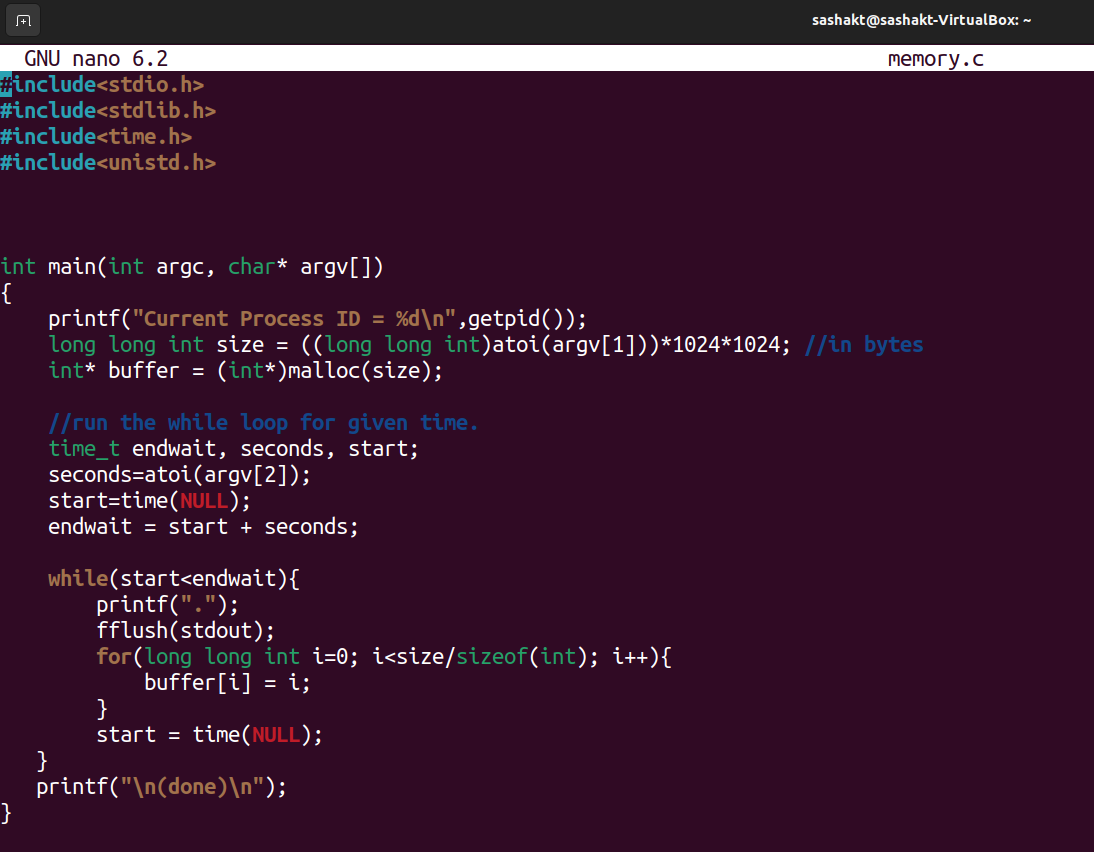 sashakt@sashakt-VirtualBox: ~
GNU nano 6.2 memory.c
#include<stdio.h>
#include<stdlib.h>
#include<time.h>
#include<unistd.h>
int main(int argc, char* argv[])
{
    printf("Current Process ID = %d\n",getpid());
    long long int size = ((long long int)atoi(argv[1]))*1024*1024; //in bytes
    int* buffer = (int*)malloc(size);
    //run the while loop for given time.
    time_t endwait, seconds, start;
    seconds=atoi(argv[2]);
    start=time(NULL);
    endwait = start + seconds;
    while(start<endwait){
        printf(".");
        fflush(stdout);
        for(long long int i=0; i<size/sizeof(int); i++){
            buffer[i] = i;
        }
        start = time(NULL);
   }
   printf("\n(done)\n");
}